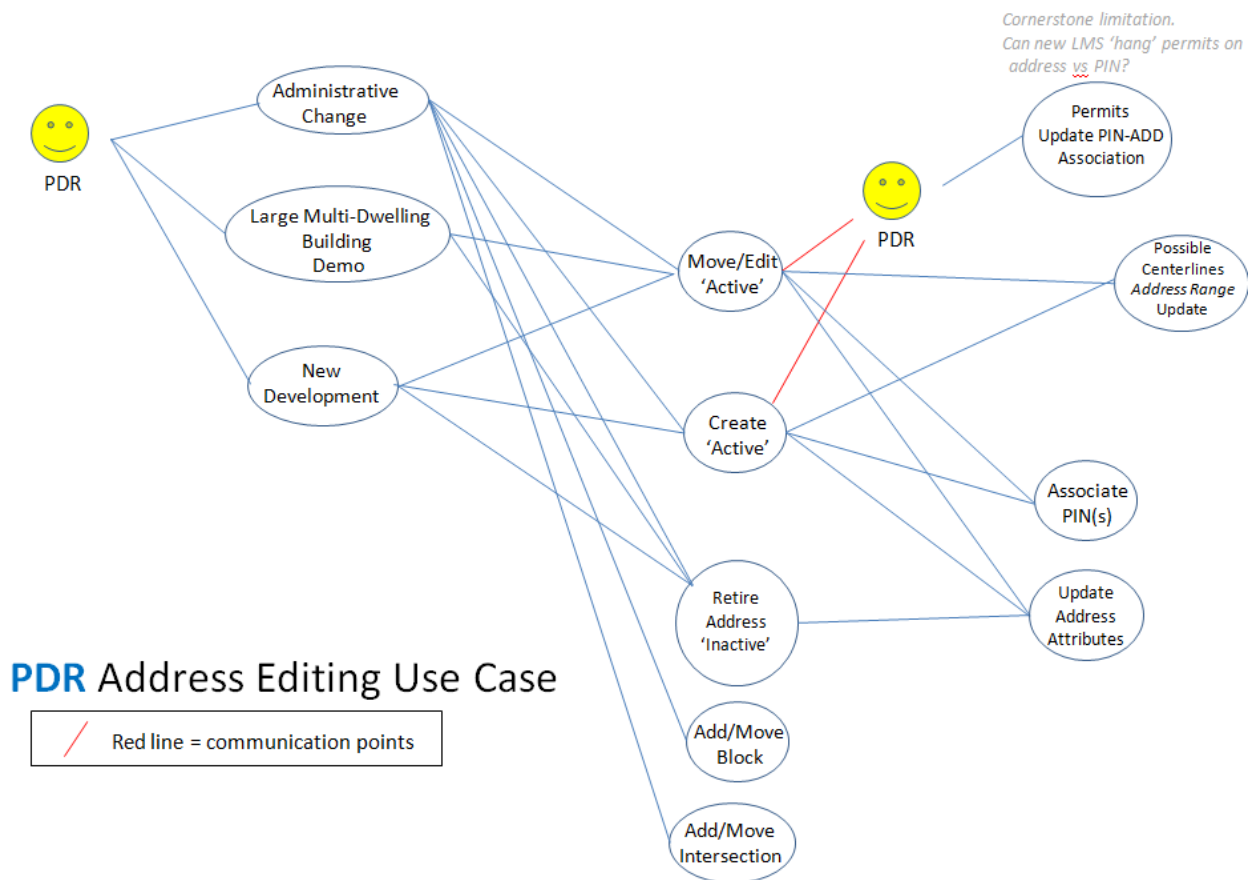 Cornerstone limitation.
Can new LMS ‘hang’ permits on
address vs PIN?
Administrative
Change
PDR
Permits
Update PIN-ADD
Association
Large Multi-Dwelling
Building
Demo
PDR
Move/Edit
‘Active’
Possible
Centerlines
Address Range
Update
New
Development
Create
‘Active’
Associate
PIN(s)
Retire
Address
‘Inactive’
Update
Address
Attributes
PDR Address Editing Use Case
Red line = communication points
Add/Move
Block
Add/Move
Intersection